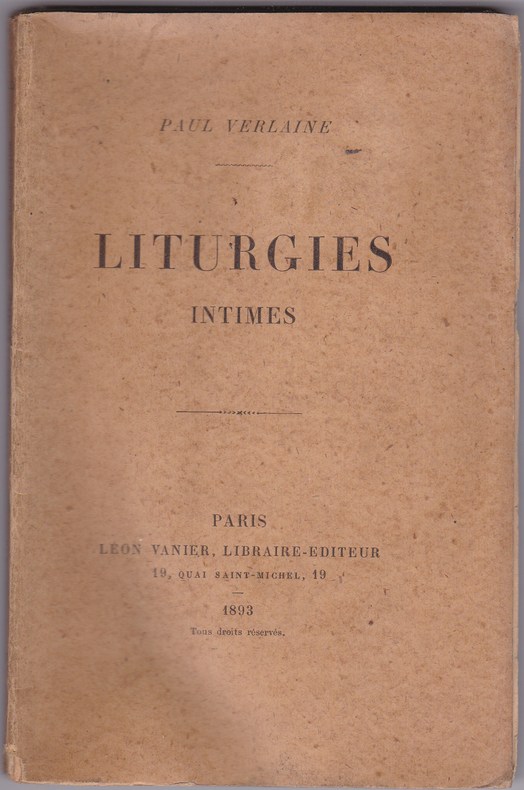 PAUL VERLAINE
LITURGIES
INTIMES
PARIS
LÉON VANIER, LIBRAIRE-EDITEUR
19, QUAI SAINT-MICHEL, 19
1893
Tous droits réservés.